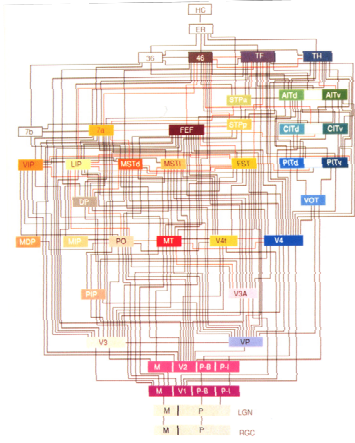 HC
ER
36 46 TF TH
STPa AITd AITv
7b 7a FEF STPp CITd CITv
VIP LIP MSTd MSTl FST PITd PITv
DP VOT
MDP MIP PO MT V4t V4
PIP V3A
V3 VP
M V2 P-B P-I
M V1 P-B P-I
M P LGN
M P RGC